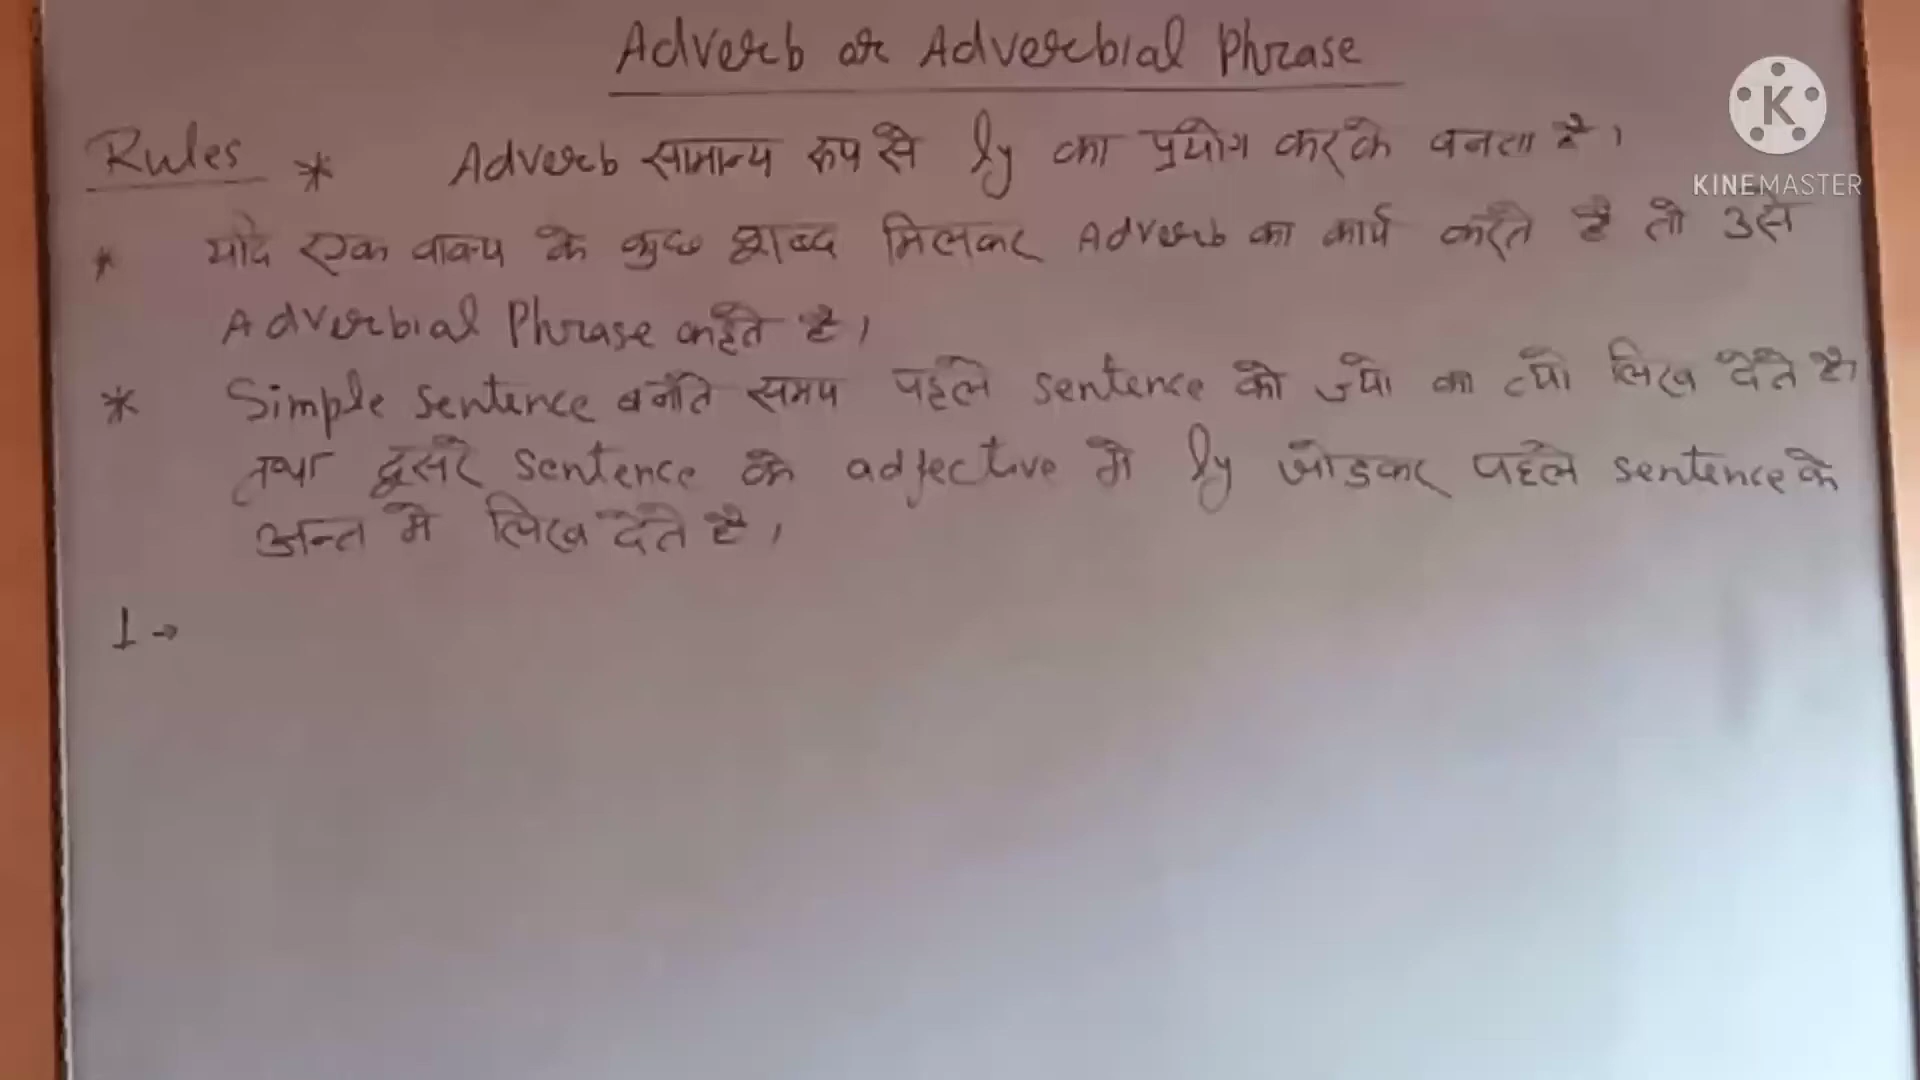 Adverb or Adverbial Phrase
Rules * Adverb सामान्य रूप से ly का प्रयोग करके बनता है।
* यदि एक वाक्य के कुछ शब्द मिलकर Adverb का कार्य करते है तो उसे
Adverbial Phrase कहते है।
* Simple sentence बनाते समय पहले sentence को ज्यो का त्यो लिख देते है।
तथा दूसरे sentence के adjective मे ly जोडकर पहले sentence के
अन्त मे लिख देते है।
1 →
K
KINEMASTER